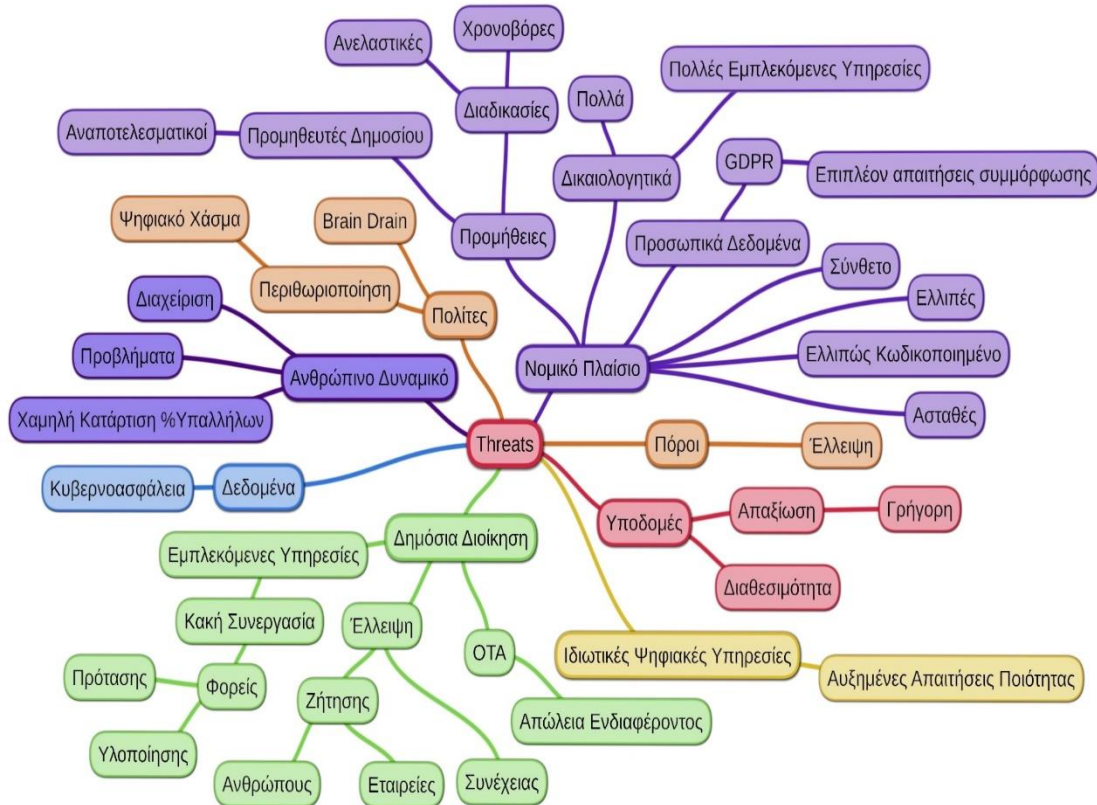 Χρονοβόρες
Ανελαστικές
Πολλές Εμπλεκόμενες Υπηρεσίες
Πολλά
Διαδικασίες
Αναποτελεσματικοί
Προμηθευτές Δημοσίου
GDPR
Επιπλέον απαιτήσεις συμμόρφωσης
Δικαιολογητικά
Ψηφιακό Χάσμα
Brain Drain
Προμήθειες
Προσωπικά Δεδομένα
Σύνθετο
Περιθωριοποίηση
Διαχείριση
Ελλιπές
Πολίτες
Προβλήματα
Ανθρώπινο Δυναμικό
Νομικό Πλαίσιο
Ελλιπώς Κωδικοποιημένο
Χαμηλή Κατάρτιση %Υπαλλήλων
Ασταθές
Threats
Πόροι
Έλλειψη
Κυβερνοασφάλεια
Δεδομένα
Υποδομές
Απαξίωση
Γρήγορη
Δημόσια Διοίκηση
Εμπλεκόμενες Υπηρεσίες
Διαθεσιμότητα
Κακή Συνεργασία
Έλλειψη
ΟΤΑ
Ιδιωτικές Ψηφιακές Υπηρεσίες
Αυξημένες Απαιτήσεις Ποιότητας
Πρότασης
Φορείς
Ζήτησης
Απώλεια Ενδιαφέροντος
Υλοποίησης
Ανθρώπους
Εταιρείες
Συνέχειας